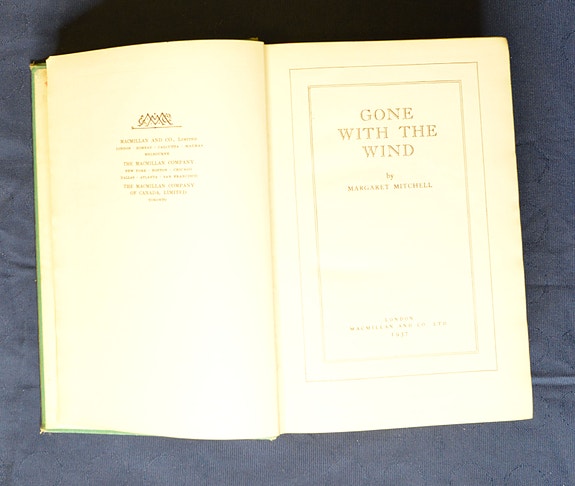 MACMILLAN AND CO., LIMITED
LONDON · BOMBAY · CALCUTTA · MADRAS
MELBOURNE
THE MACMILLAN COMPANY
NEW YORK · BOSTON · CHICAGO
DALLAS · ATLANTA · SAN FRANCISCO
THE MACMILLAN COMPANY
OF CANADA, LIMITED
TORONTO
GONE
WITH THE
WIND
by
MARGARET MITCHELL
LONDON
MACMILLAN AND CO. LTD
1937